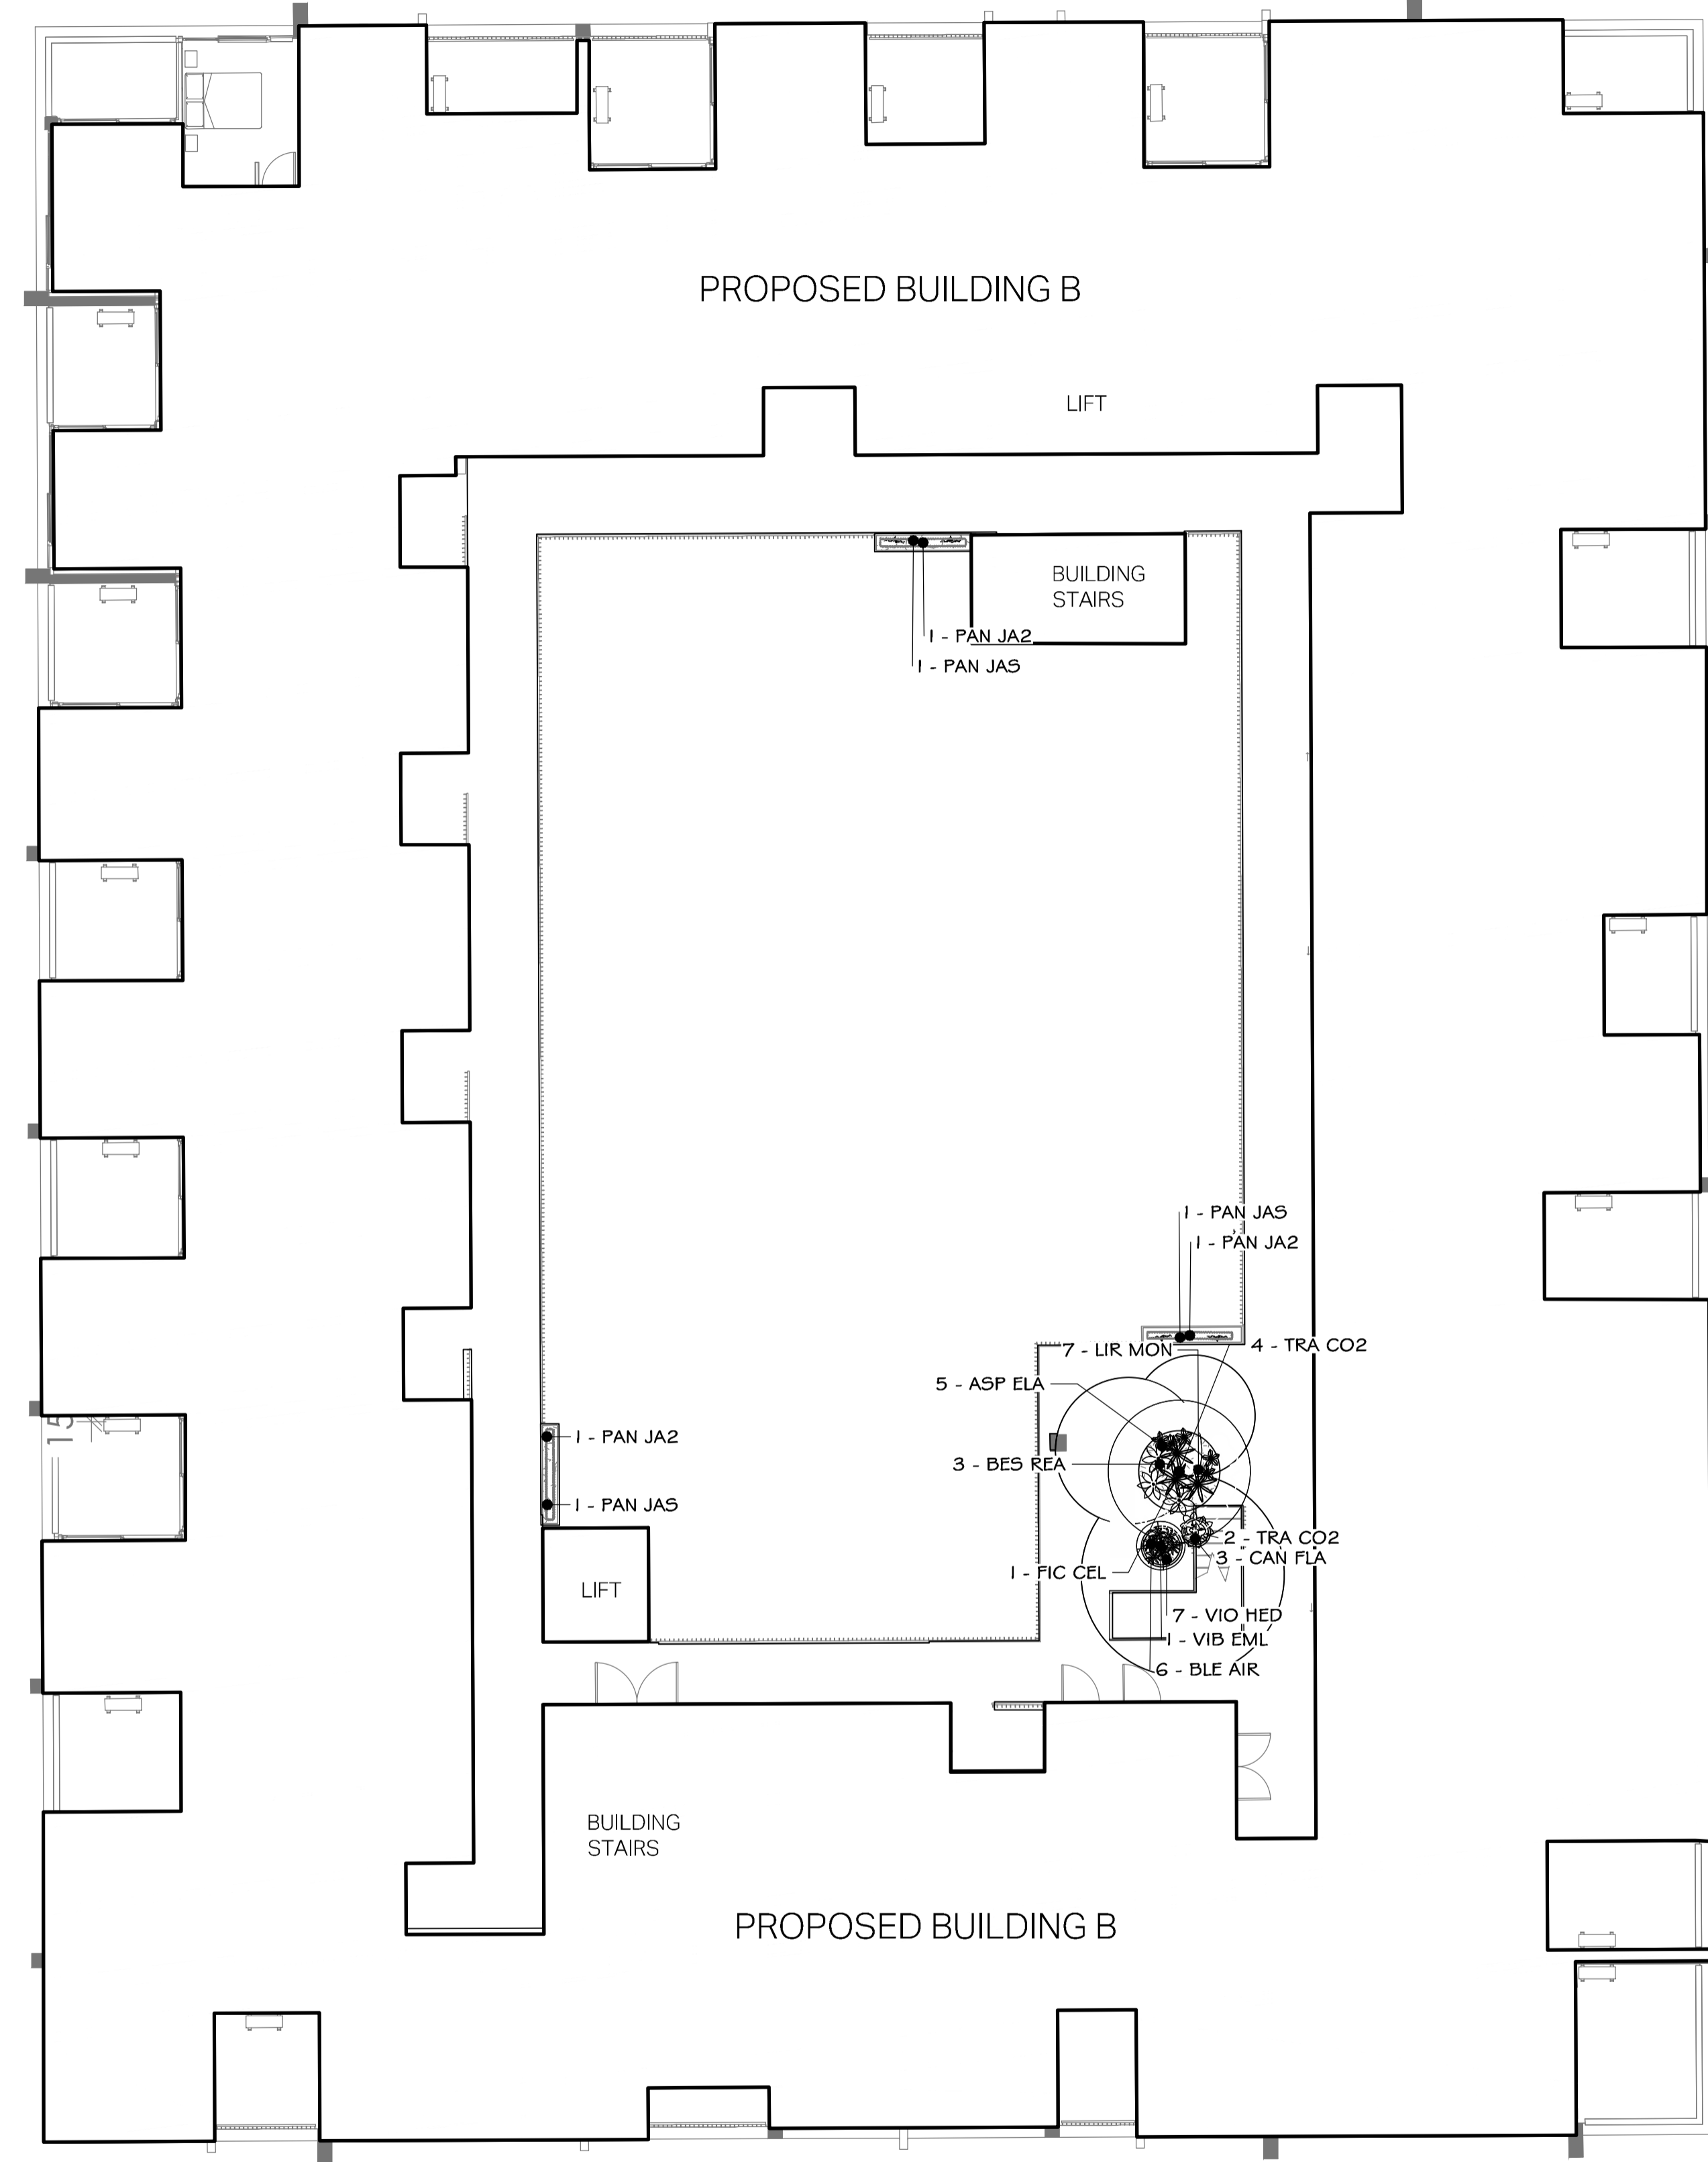 PROPOSED BUILDING B
LIFT
BUILDING
STAIRS
1 - PAN JA2
1 - PAN JAS
1 - PAN JAS
1 - PAN JA2
7 - LIR MON
4 - TRA CO2
5 - ASP ELA
1 - PAN JA2
3 - BES REA
15
1 - PAN JAS
2 - TRA CO2
3 - CAN FLA
1 - FIC CEL
LIFT
7 - VIO HED
1 - VIB EML
6 - BLE AIR
BUILDING
STAIRS
PROPOSED BUILDING B